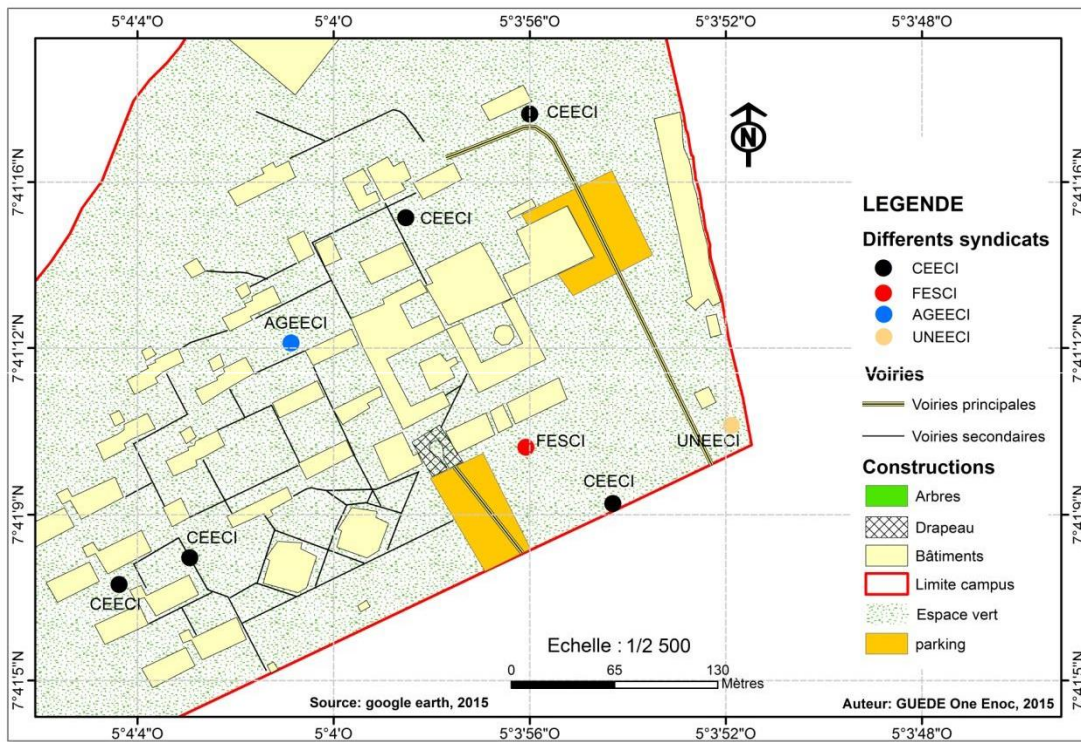 5°4'4"O
5°4'0"O
5°3'56"O
5°3'52"O
5°3'48"O
CEECI
N
7°41'16"N
7°41'16"N
CEECI
LEGENDE
Differents syndicats
CEECI
FESCI
AGEECI
UNEECI
AGEECI
7°41'12"N
7°41'12"N
Voiries
Voiries principales
Voiries secondaires
UNEECI
FESCI
CEECI
Constructions
Arbres
Drapeau
Bâtiments
Limite campus
Espace vert
parking
7°41'9"N
7°41'9"N
CEECI
CEECI
Echelle : 1/2 500
0 65 130
Mètres
7°41'5"N
7°41'5"N
Source: google earth, 2015
Auteur: GUEDE One Enoc, 2015
5°4'4"O
5°4'0"O
5°3'56"O
5°3'52"O
5°3'48"O